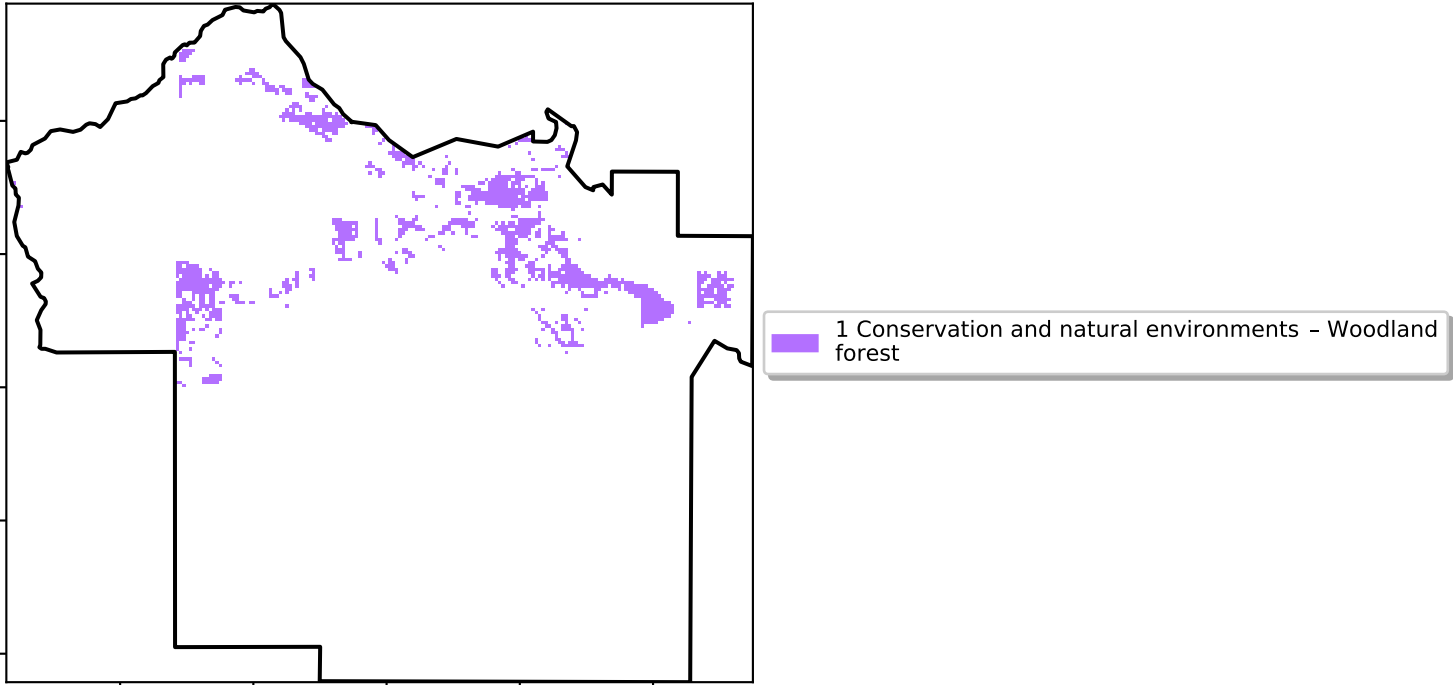 1 Conservation and natural environments – Woodland
forest